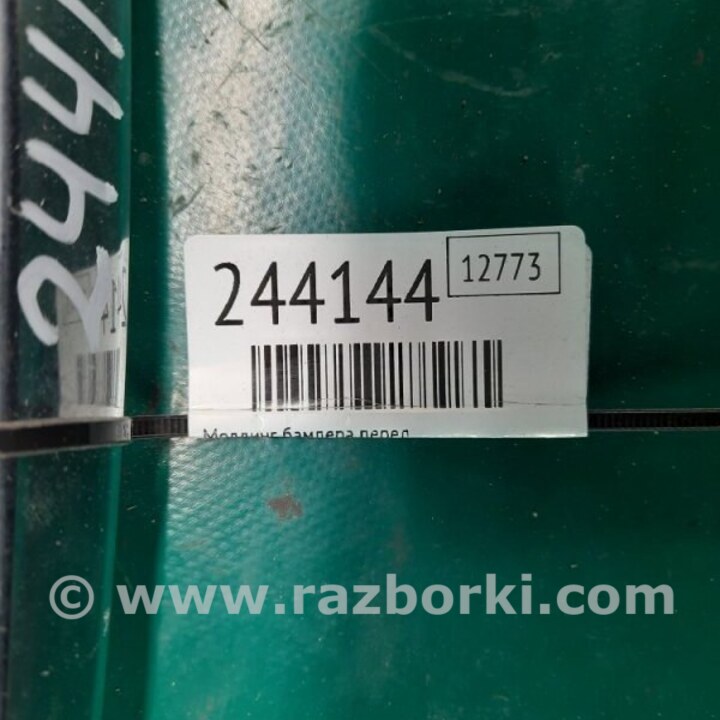 244144
12773
Молдинг бампера перед
© www.razborki.com